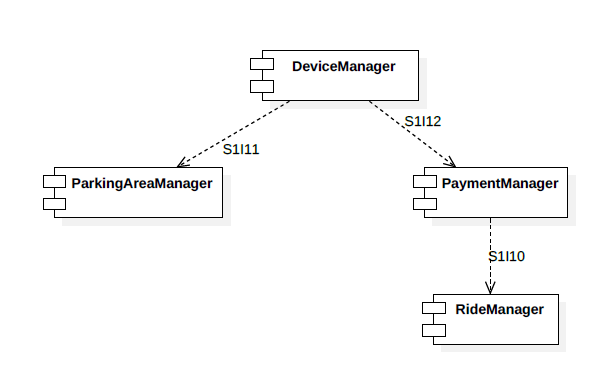 DeviceManager
S1I12
S1I11
ParkingAreaManager
PaymentManager
S1I10
RideManager